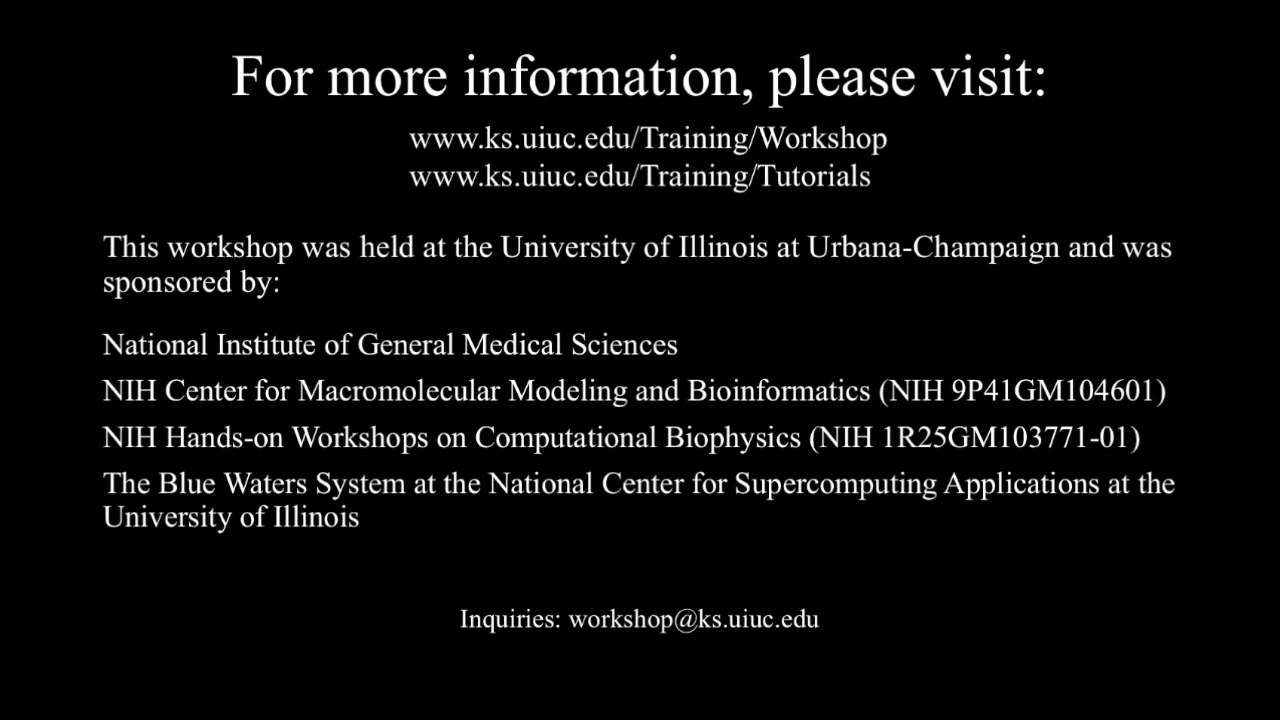 For more information, please visit:
www.ks.uiuc.edu/Training/Workshop
www.ks.uiuc.edu/Training/Tutorials
This workshop was held at the University of Illinois at Urbana-Champaign and was
sponsored by:
National Institute of General Medical Sciences
NIH Center for Macromolecular Modeling and Bioinformatics (NIH 9P41GM104601)
NIH Hands-on Workshops on Computational Biophysics (NIH 1R25GM103771-01)
The Blue Waters System at the National Center for Supercomputing Applications at the
University of Illinois
Inquiries: workshop@ks.uiuc.edu